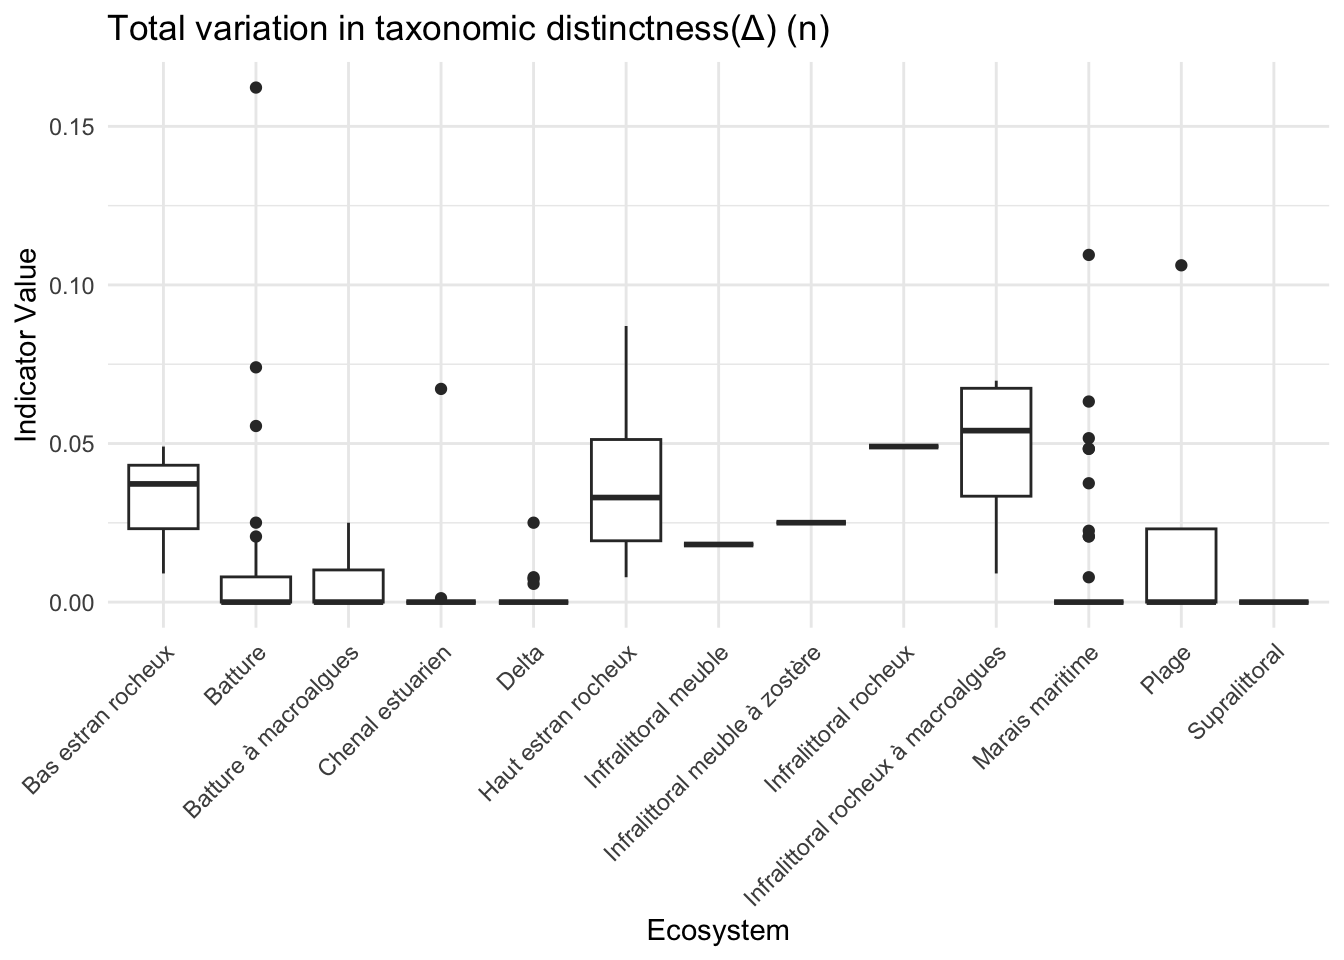 Total variation in taxonomic distinctness(Δ) (n)
Indicator Value
0.15
0.10
0.05
0.00
Bas estran rocheux
Batture
Batture à macroalgues
Chenal estuarien
Delta
Haut estran rocheux
Infralittoral meuble
Infralittoral meuble à zostère
Infralittoral rocheux
Infralittoral rocheux à macroalgues
Marais maritime
Plage
Supralittoral
Ecosystem